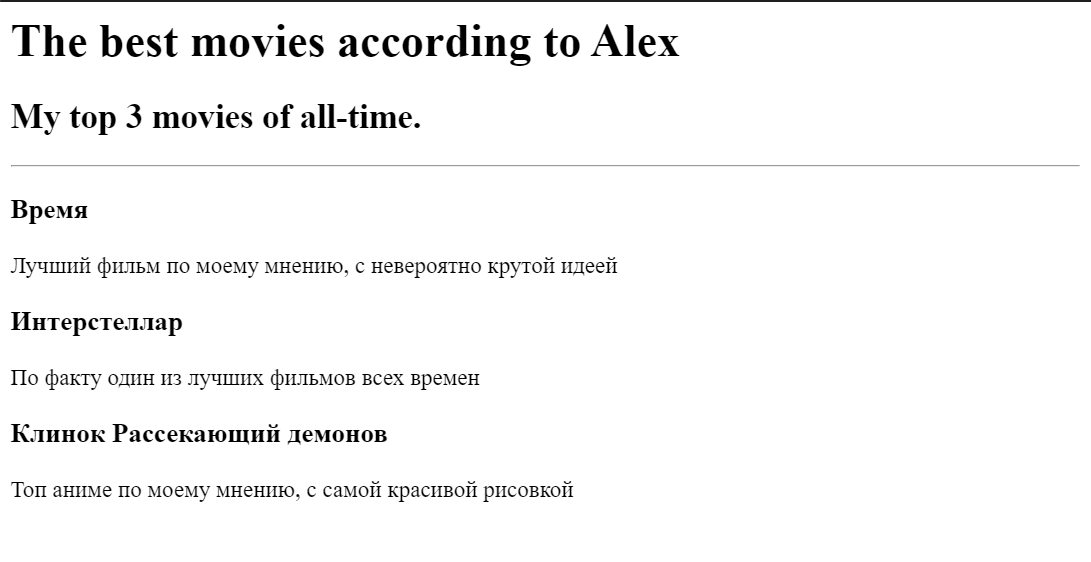 The best movies according to Alex
My top 3 movies of all-time.
Время
Лучший фильм по моему мнению, с невероятно крутой идеей
Интерстеллар
По факту один из лучших фильмов всех времен
Клинок Рассекающий демонов
Топ аниме по моему мнению, с самой красивой рисовкой